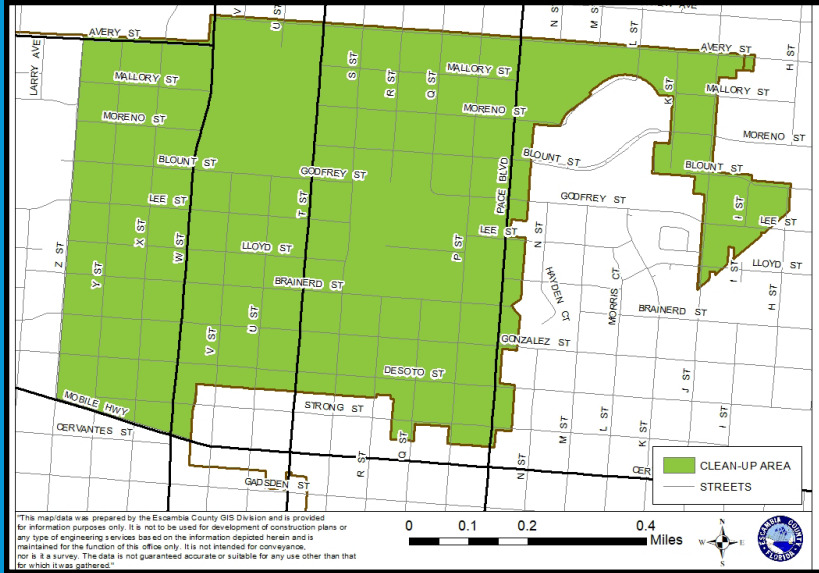 AVE
N ST
M ST
L ST
V
U ST
AVERY ST
AVERY ST
H ST
LARRY AVE
S ST
R ST
Q ST
MALLORY ST
MALLORY ST
K ST
MALLORY ST
MORENO ST
MORENO ST
MORENO ST
BLOUNT ST
BLOUNT ST
BLOUNT ST
GODFREY ST
PACE BLVD
GODFREY ST
LEE ST
T ST
I ST
LEE ST
LEE ST
N ST
Z ST
X ST
W ST
LLOYD ST
P ST
LLOYD ST
Y ST
BRAINERD ST
HAYDEN CT
MORRIS CT
I ST
H ST
BRAINERD ST
U ST
V ST
GONZALEZ ST
DESOTO ST
J ST
MOBILE HWY
STRONG ST
CERVANTES ST
Q ST
R ST
M ST
L ST
K ST
I ST
N ST
CER
GADSDEN ST
CLEAN-UP AREA
STREETS
"This map/data was prepared by the Escambia County GIS Division and is provided
for information purposes only. It is not to be used for development of construction plans or
any type of engineering services based on the information depicted herein and is
maintained for the function of this office only. It is not intended for conveyance,
nor is it a survey. The data is not guaranteed accurate or suitable for any use other than that
for which it was gathered."
0 0.1 0.2 0.4
Miles
N
W E
S
ESCAMBIA COUNTY
FLORIDA